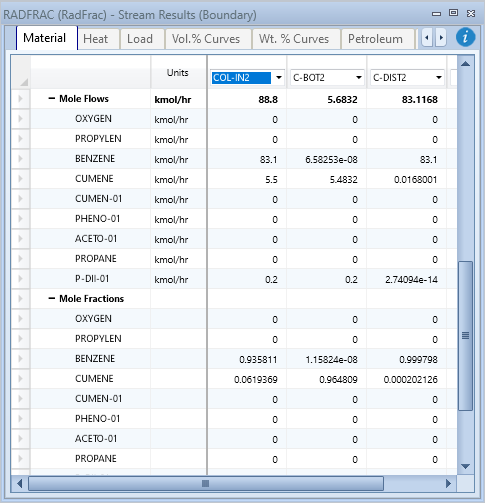 RADFRAC (RadFrac) - Stream Results (Boundary)
Material Heat Load Vol.% Curves Wt. % Curves Petroleum
Units COL-IN2 C-BOT2 C-DIST2
Mole Flows kmol/hr 88.8 5.6832 83.1168
OXYGEN kmol/hr 0 0 0
PROPYLEN kmol/hr 0 0 0
BENZENE kmol/hr 83.1 6.58253e-08 83.1
CUMENE kmol/hr 5.5 5.4832 0.0168001
CUMEN-01 kmol/hr 0 0 0
PHENO-01 kmol/hr 0 0 0
ACETO-01 kmol/hr 0 0 0
PROPANE kmol/hr 0 0 0
P-DII-01 kmol/hr 0.2 0.2 2.74094e-14
Mole Fractions
OXYGEN 0 0 0
PROPYLEN 0 0 0
BENZENE 0.935811 1.15824e-08 0.999798
CUMENE 0.0619369 0.964809 0.000202126
CUMEN-01 0 0 0
PHENO-01 0 0 0
ACETO-01 0 0 0
PROPANE 0 0 0